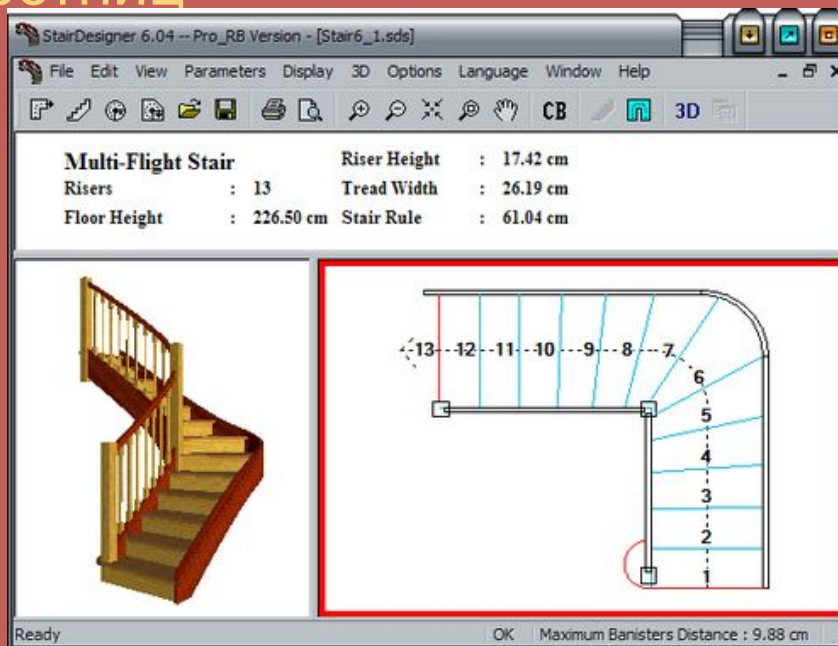 StairDesigner 6.04 -- Pro_RB Version - [Stair6_1.sds]
File Edit View Parameters Display 3D Options Language Window Help
CB 3D
Multi-Flight Stair Riser Height : 17.42 cm
Risers : 13 Tread Width : 26.19 cm
Floor Height : 226.50 cm Stair Rule : 61.04 cm
13 12 11 10 9 8 7
6
5
4
3
2
1
Ready OK Maximum Banisters Distance : 9.88 cm